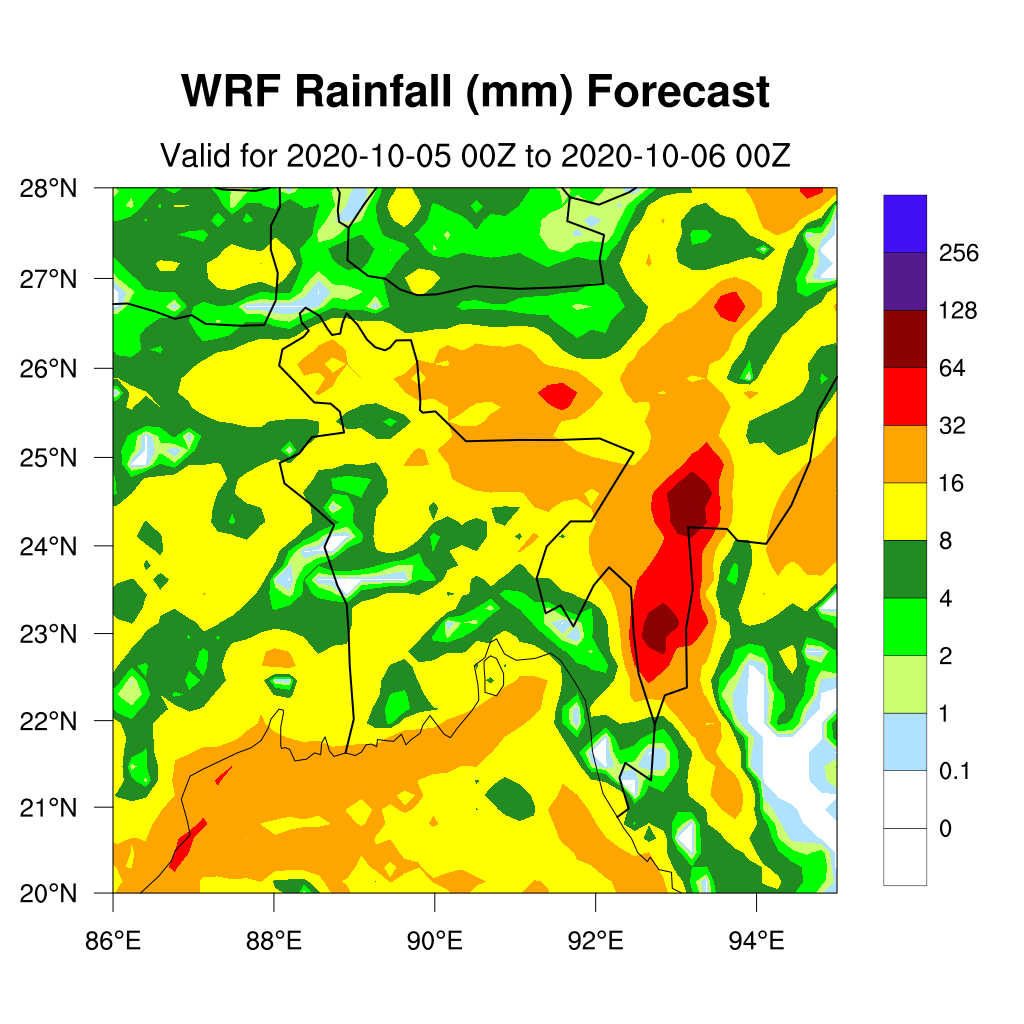 WRF Rainfall (mm) Forecast
Valid for 2020-10-05 00Z to 2020-10-06 00Z
28°N
27°N
26°N
25°N
24°N
23°N
22°N
21°N
20°N
86°E 88°E 90°E 92°E 94°E
256
128
64
32
16
8
4
2
1
0.1
0